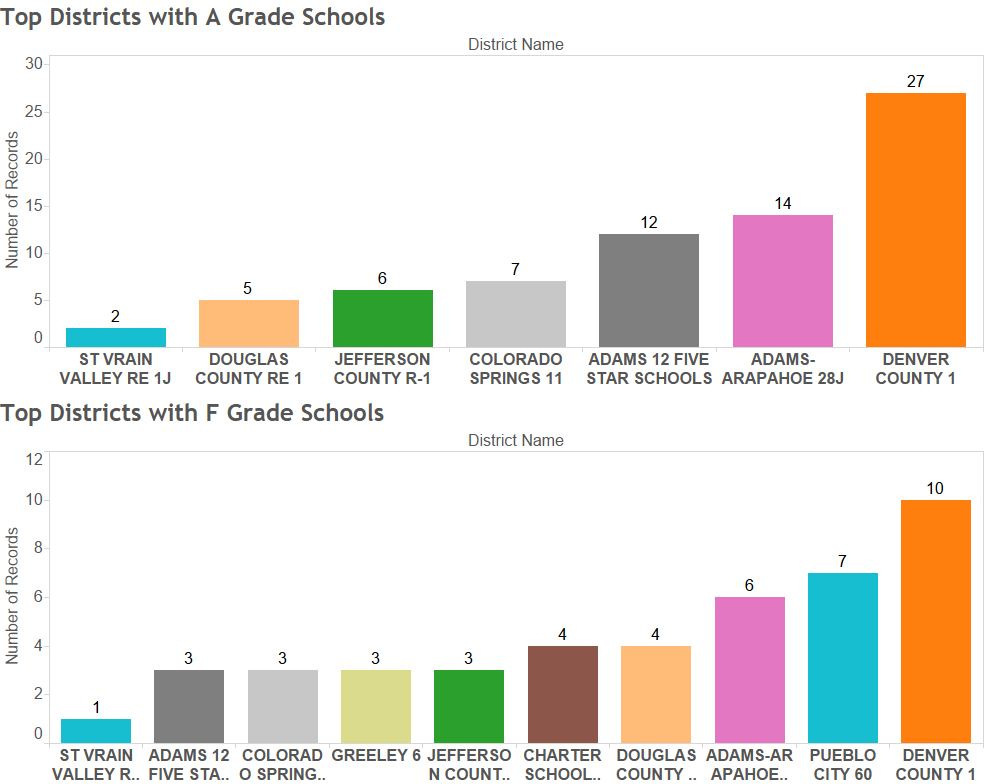 Top Districts with A Grade Schools
District Name
Number of Records
30
25
20
15
10
5
0
2
5
6
7
12
14
27
ST VRAIN
VALLEY RE 1J
DOUGLAS
COUNTY RE 1
JEFFERSON
COUNTY R-1
COLORADO
SPRINGS 11
ADAMS 12 FIVE
STAR SCHOOLS
ADAMS-
ARAPAHOE 28J
DENVER
COUNTY 1
Top Districts with F Grade Schools
District Name
Number of Records
12
10
8
6
4
2
0
1
3
3
3
3
4
4
6
7
10
ST VRAIN
VALLEY R..
ADAMS 12
FIVE STA..
COLORAD
O SPRING..
GREELEY 6
JEFFERSO
N COUNT..
CHARTER
SCHOOL..
DOUGLAS
COUNTY ..
ADAMS-AR
APAHOE..
PUEBLO
CITY 60
DENVER
COUNTY 1